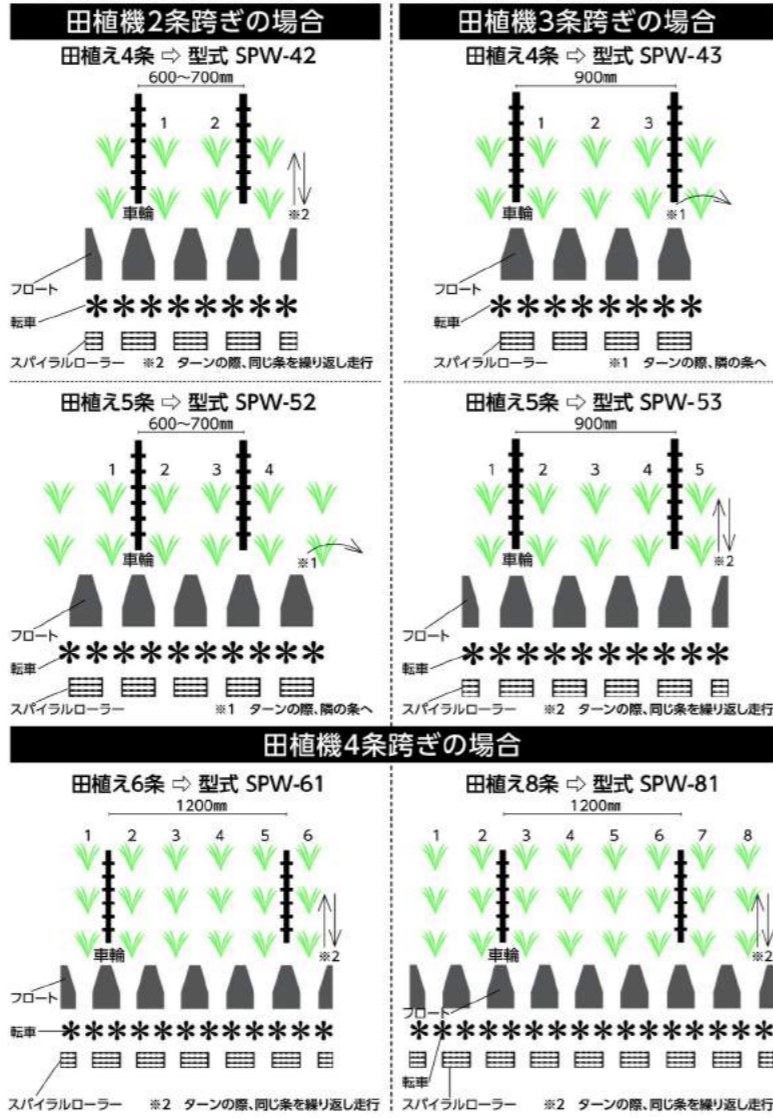 田植機2条跨ぎの場合
田植え4条 ⇨ 型式 SPW-42
600〜700㎜
1 2
車輪
※2
フロート
転車
スパイラルローラー ※2 ターンの際、同じ条を繰り返し走行
田植え5条 ⇨ 型式 SPW-52
600〜700㎜
1 2 3 4
車輪
※1
フロート
転車
スパイラルローラー ※1 ターンの際、隣の条へ
田植機3条跨ぎの場合
田植え4条 ⇨ 型式 SPW-43
900㎜
1 2 3
車輪
※1
フロート
転車
スパイラルローラー ※1 ターンの際、隣の条へ
田植え5条 ⇨ 型式 SPW-53
900㎜
1 2 3 4 5
車輪
※2
フロート
転車
スパイラルローラー ※2 ターンの際、同じ条を繰り返し走行
田植機4条跨ぎの場合
田植え6条 ⇨ 型式 SPW-61
1200㎜
1 2 3 4 5 6
車輪
※2
フロート
転車
スパイラルローラー ※2 ターンの際、同じ条を繰り返し走行
田植え8条 ⇨ 型式 SPW-81
1200㎜
1 2 3 4 5 6 7 8
車輪
※2
フロート
転車
スパイラルローラー ※2 ターンの際、同じ条を繰り返し走行